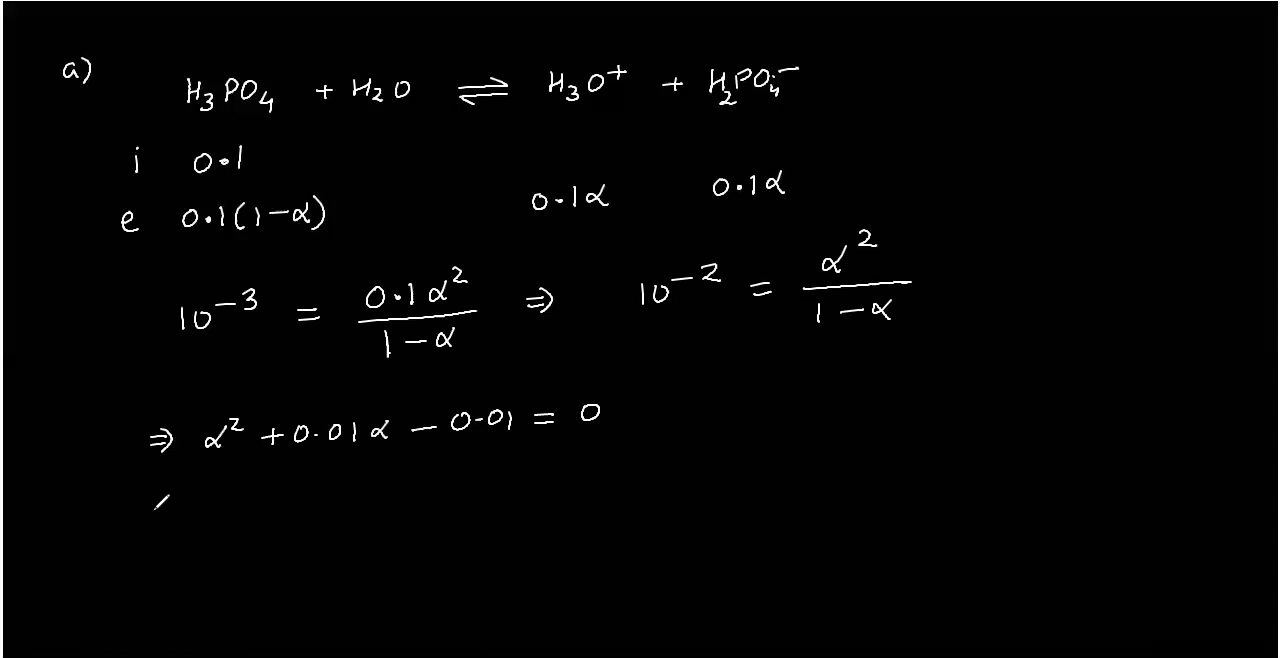 a) H₃PO₄ + H₂O ⇌ H₃O⁺ + H₂PO₄⁻
i 0.1
e 0.1(1-α) 0.1α 0.1α
10⁻³ = 0.1α²/(1-α) ⇒ 10⁻² = α²/(1-α)
⇒ α² + 0.01α - 0.01 = 0